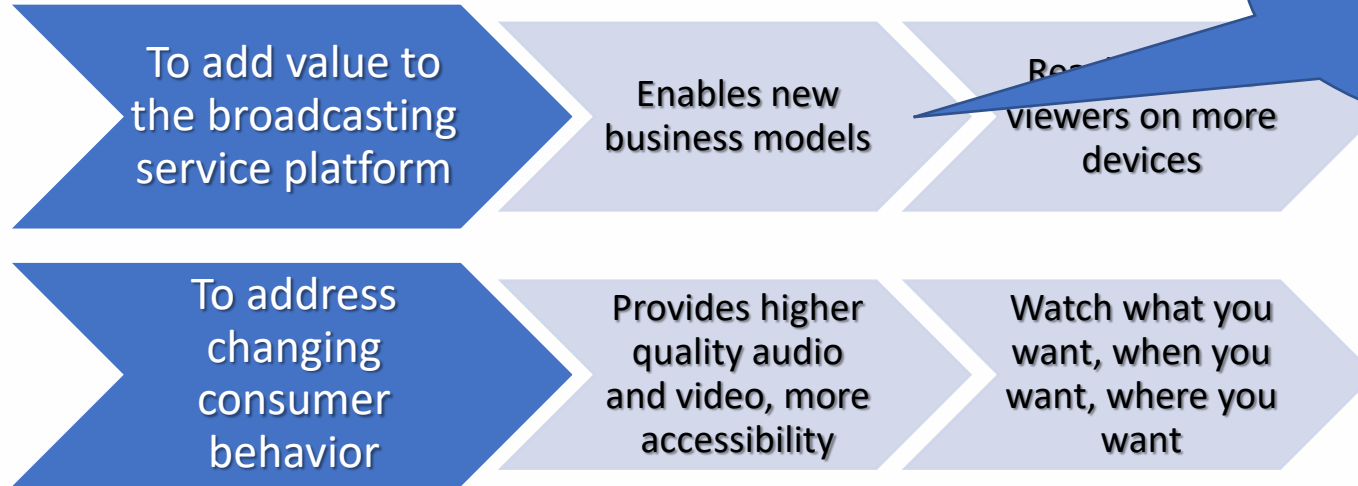 To add value to
the broadcasting
service platform
Enables new
business models
viewers on more
devices
To address
changing
consumer
behavior
Provides higher
quality audio
and video, more
accessibility
Watch what you
want, when you
want, where you
want